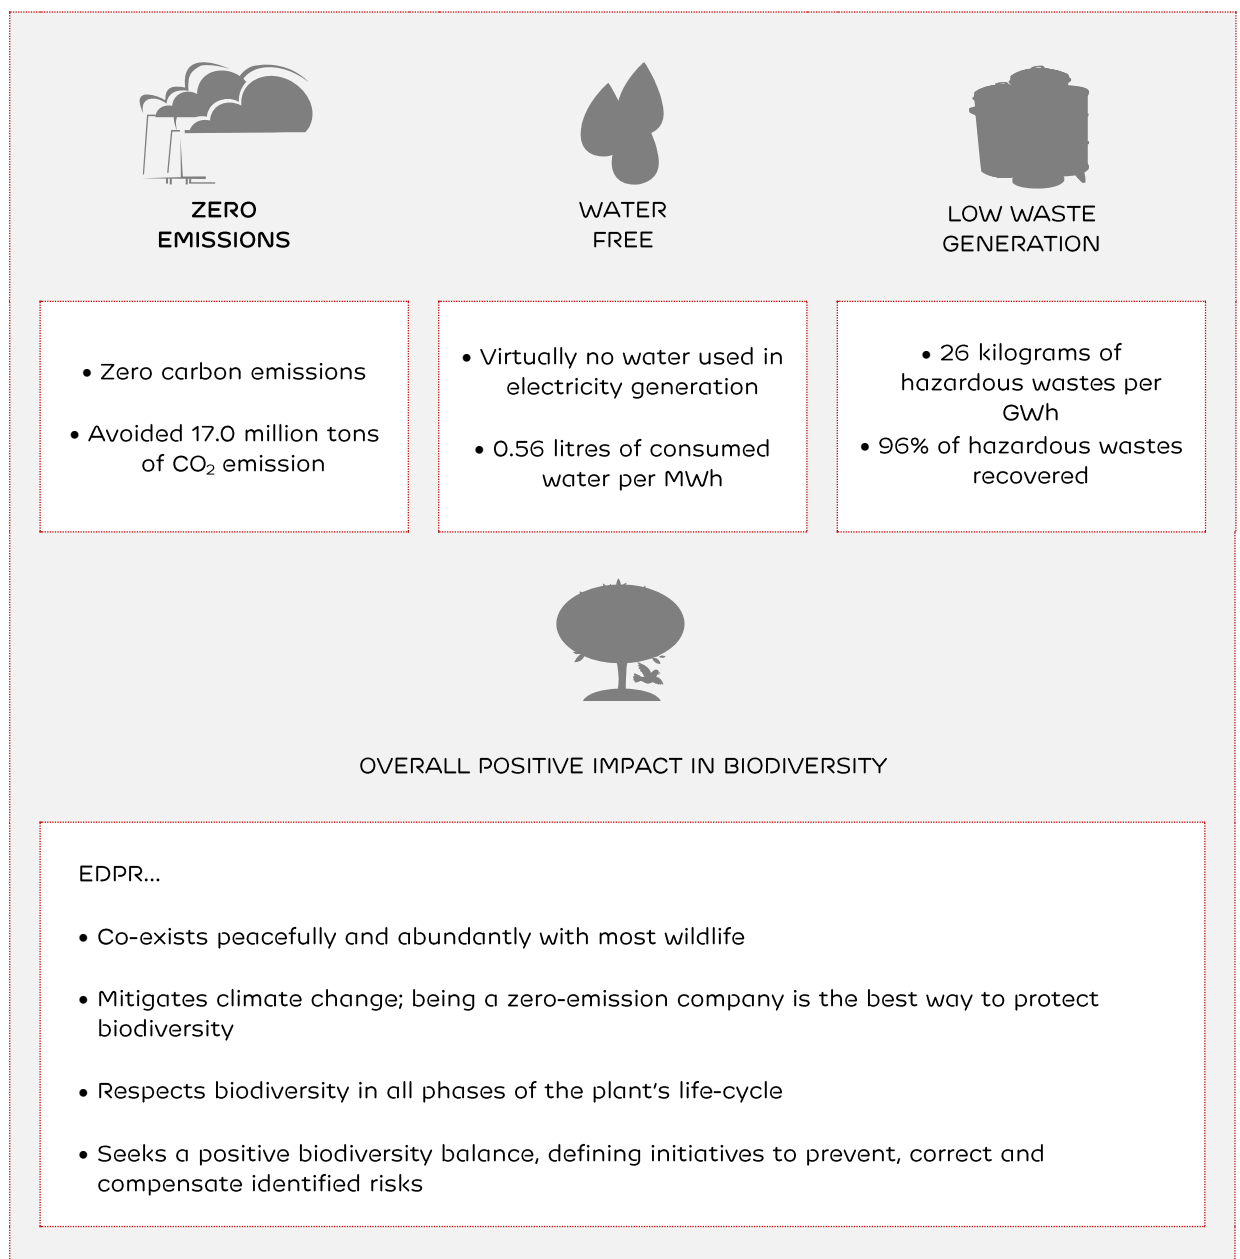 ZERO
EMISSIONS
WATER
FREE
LOW WASTE
GENERATION
• Zero carbon emissions
• Avoided 17.0 million tons
of CO₂ emission
• Virtually no water used in
electricity generation
• 0.56 litres of consumed
water per MWh
• 26 kilograms of
hazardous wastes per
GWh
• 96% of hazardous wastes
recovered
OVERALL POSITIVE IMPACT IN BIODIVERSITY
EDPR...
• Co-exists peacefully and abundantly with most wildlife
• Mitigates climate change; being a zero-emission company is the best way to protect
biodiversity
• Respects biodiversity in all phases of the plant's life-cycle
• Seeks a positive biodiversity balance, defining initiatives to prevent, correct and
compensate identified risks